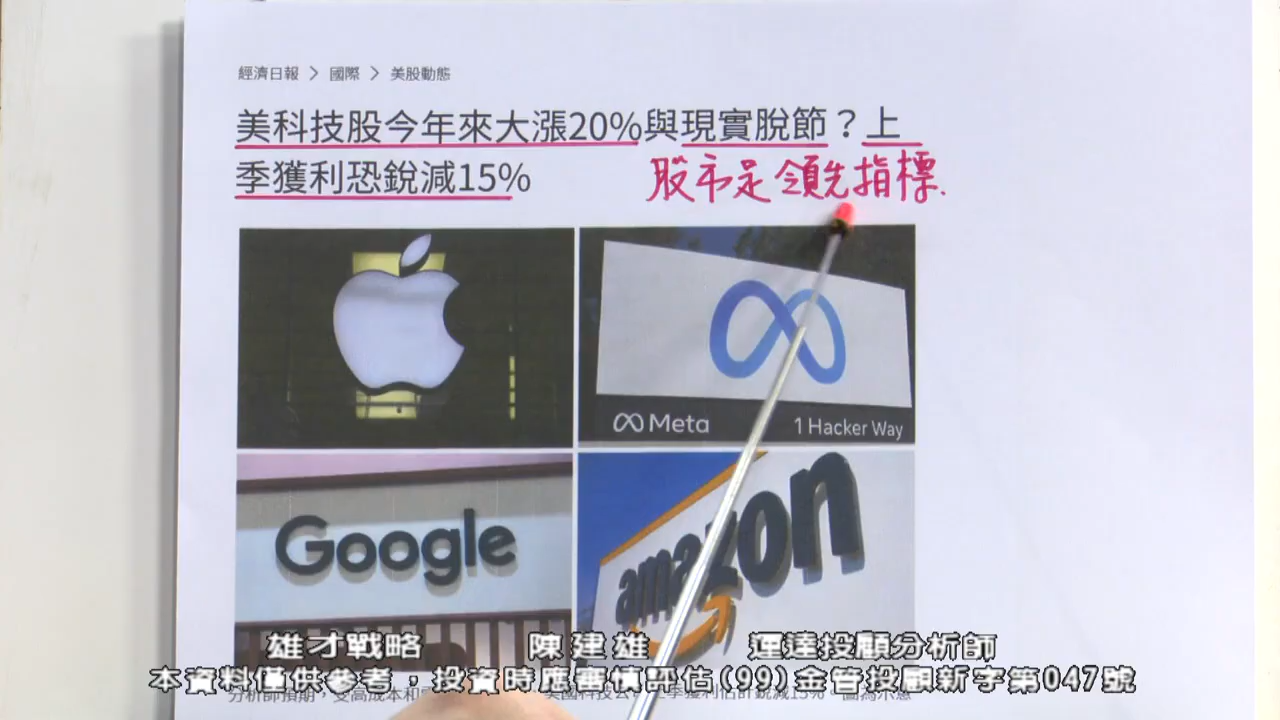 經濟日報 > 國際 > 美股動態
美科技股今年來大漲20%與現實脫節？上
季獲利恐銳減15%
股市是領先指標.
Meta
1 Hacker Way
Google
amazon
雄才戰略 陳建雄 運達投顧分析師
本資料僅供參考，投資時應審慎評估(99)金管投顧新字第047號